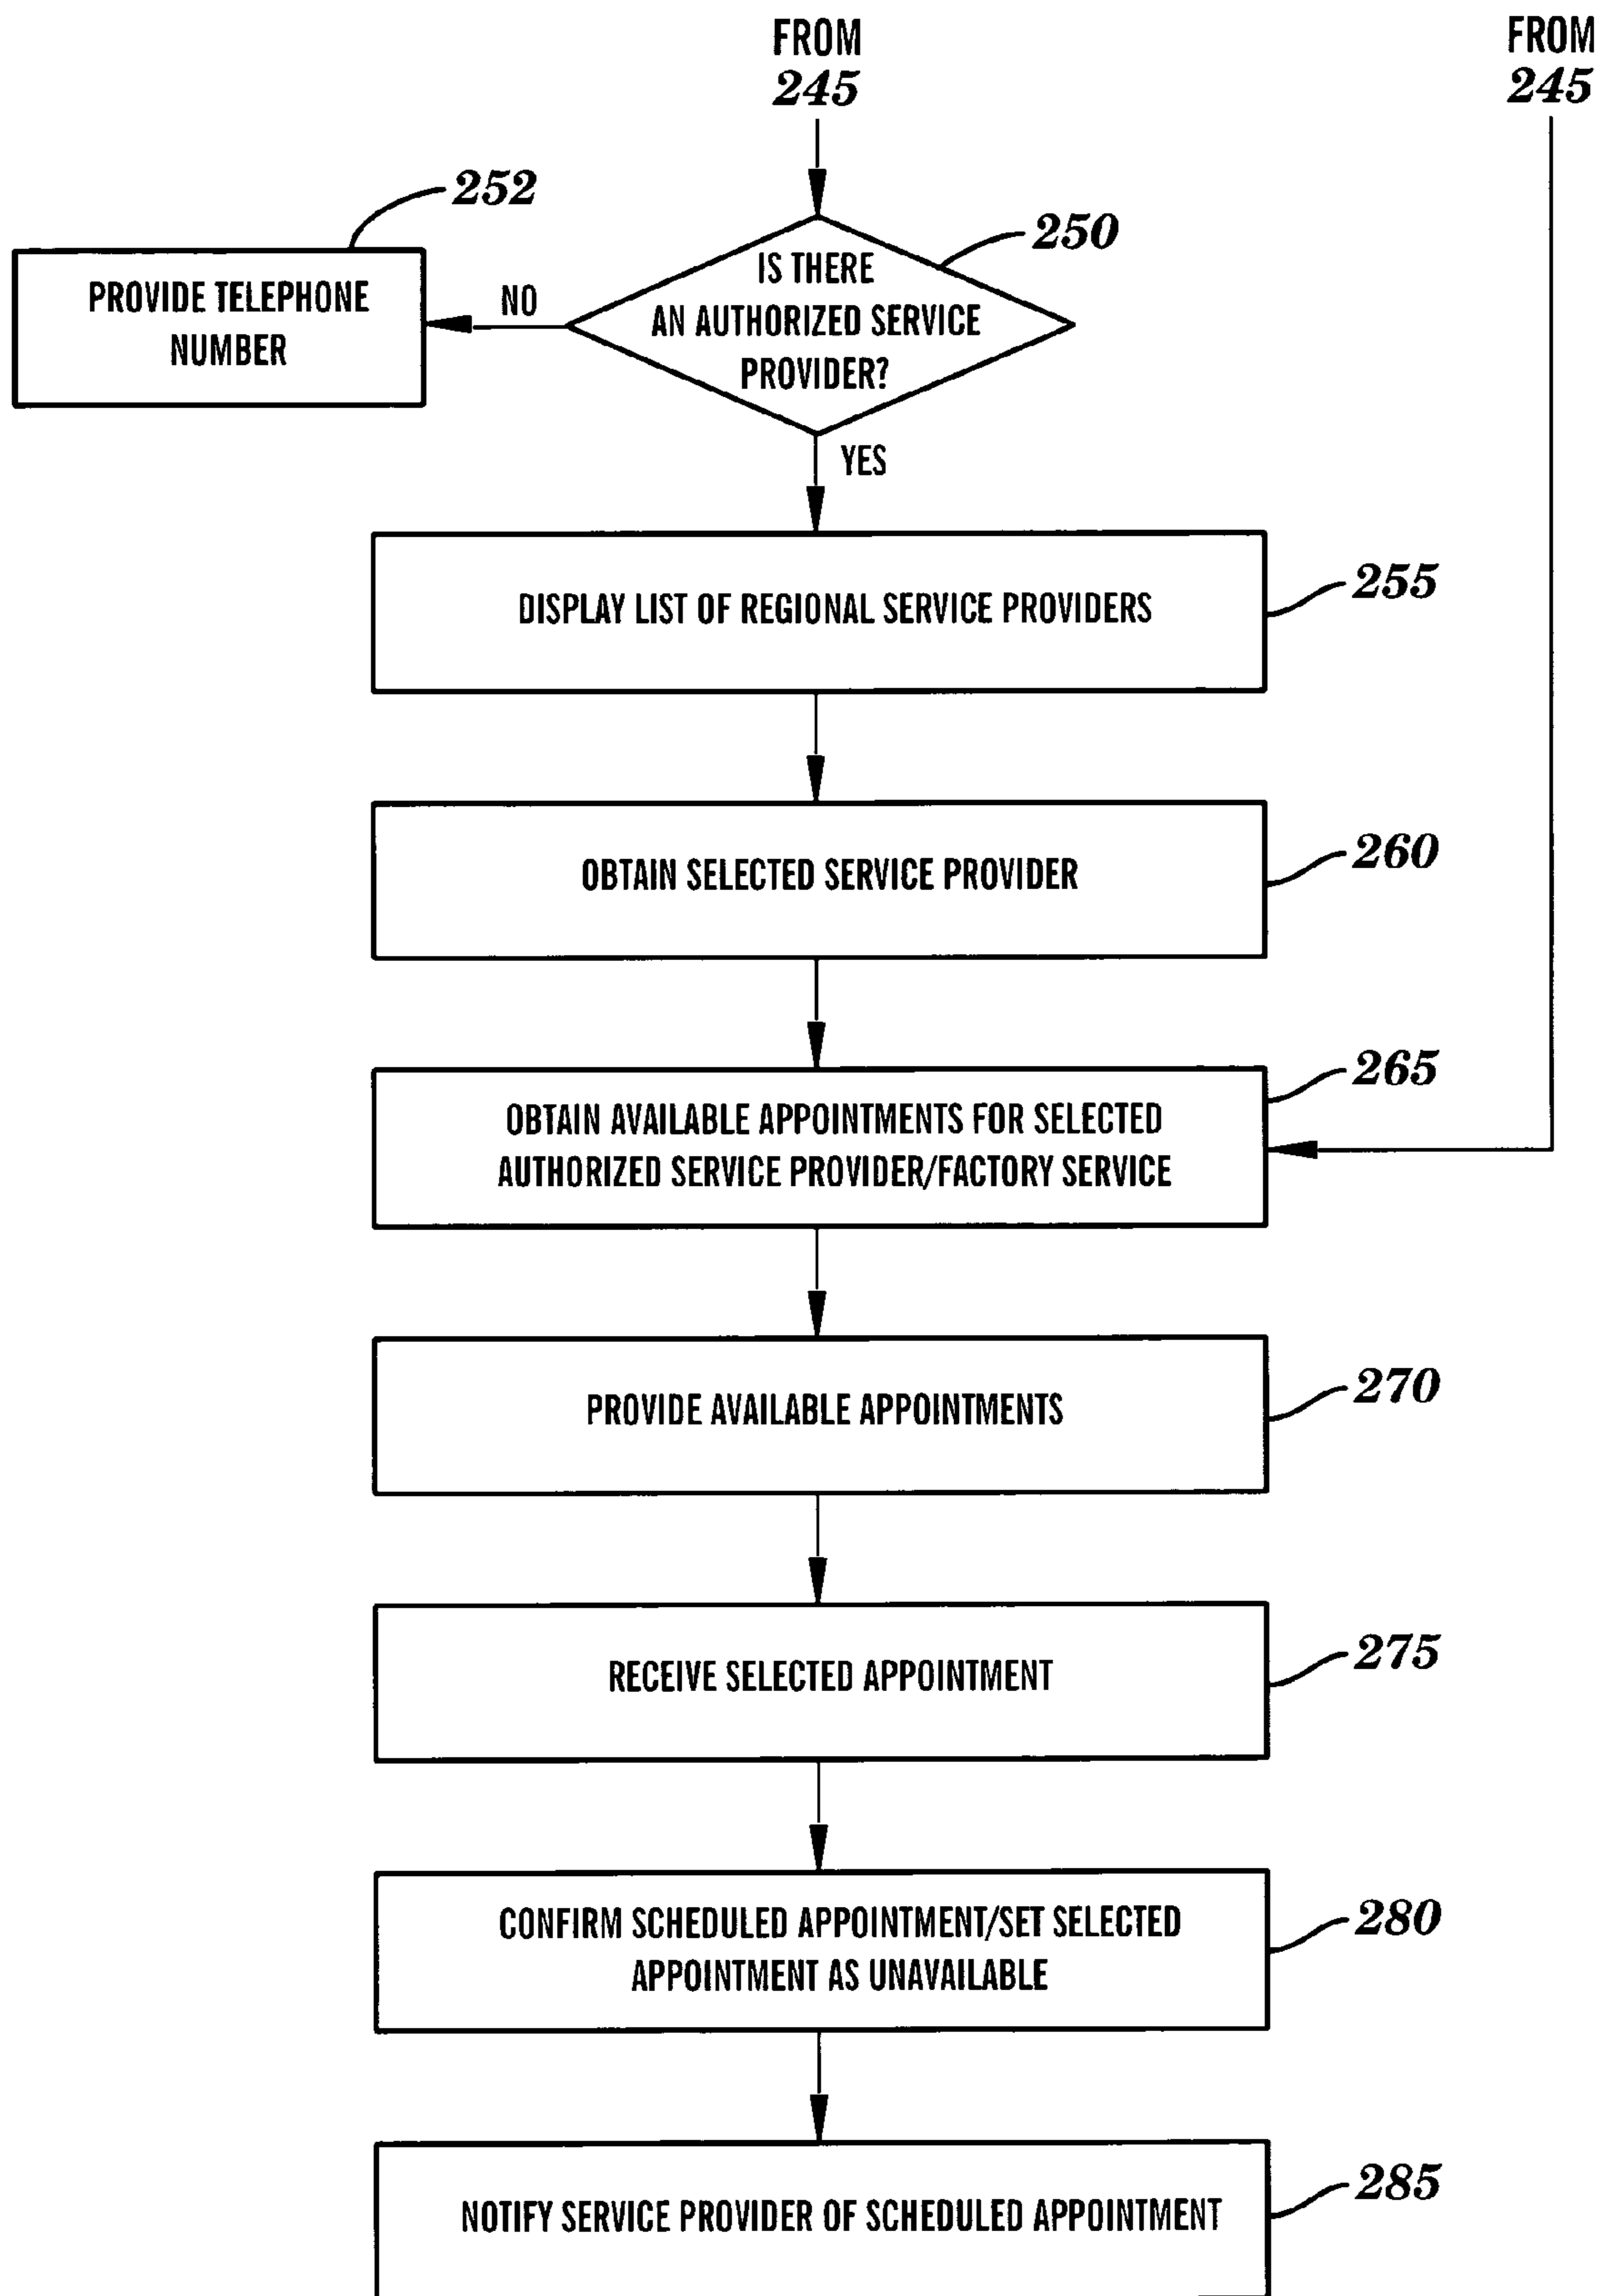 FROM
245
FROM
245
252
250
IS THERE
AN AUTHORIZED SERVICE
PROVIDER?
PROVIDE TELEPHONE
NUMBER
NO
YES
DISPLAY LIST OF REGIONAL SERVICE PROVIDERS
255
OBTAIN SELECTED SERVICE PROVIDER
260
OBTAIN AVAILABLE APPOINTMENTS FOR SELECTED
AUTHORIZED SERVICE PROVIDER/FACTORY SERVICE
265
PROVIDE AVAILABLE APPOINTMENTS
270
RECEIVE SELECTED APPOINTMENT
275
CONFIRM SCHEDULED APPOINTMENT/SET SELECTED
APPOINTMENT AS UNAVAILABLE
280
NOTIFY SERVICE PROVIDER OF SCHEDULED APPOINTMENT
285